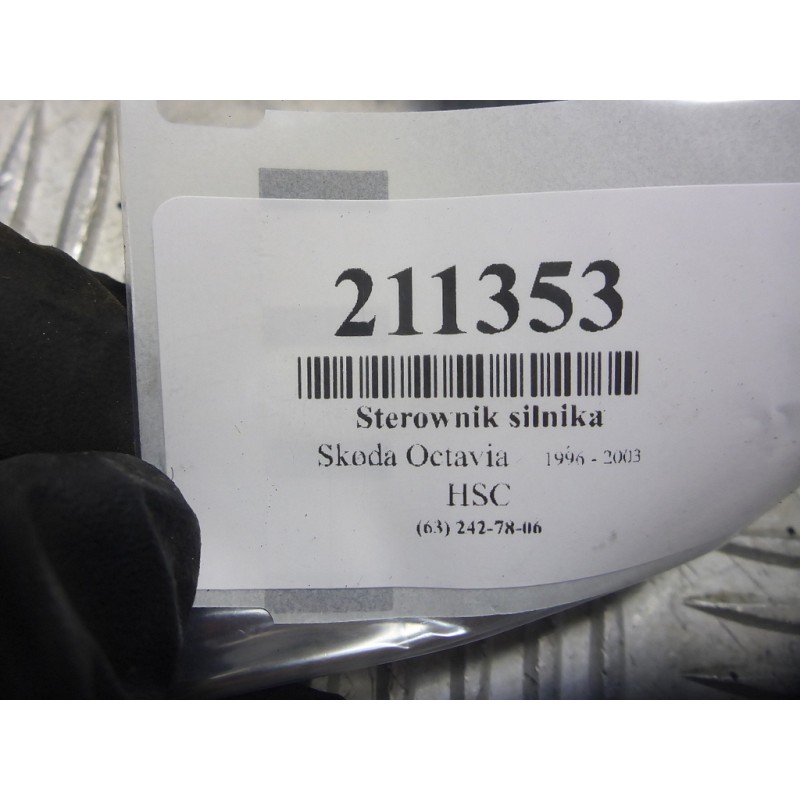 211353
Sterownik silnika
Skoda Octavia 1996 - 2003
HSC
(63) 242-78-06